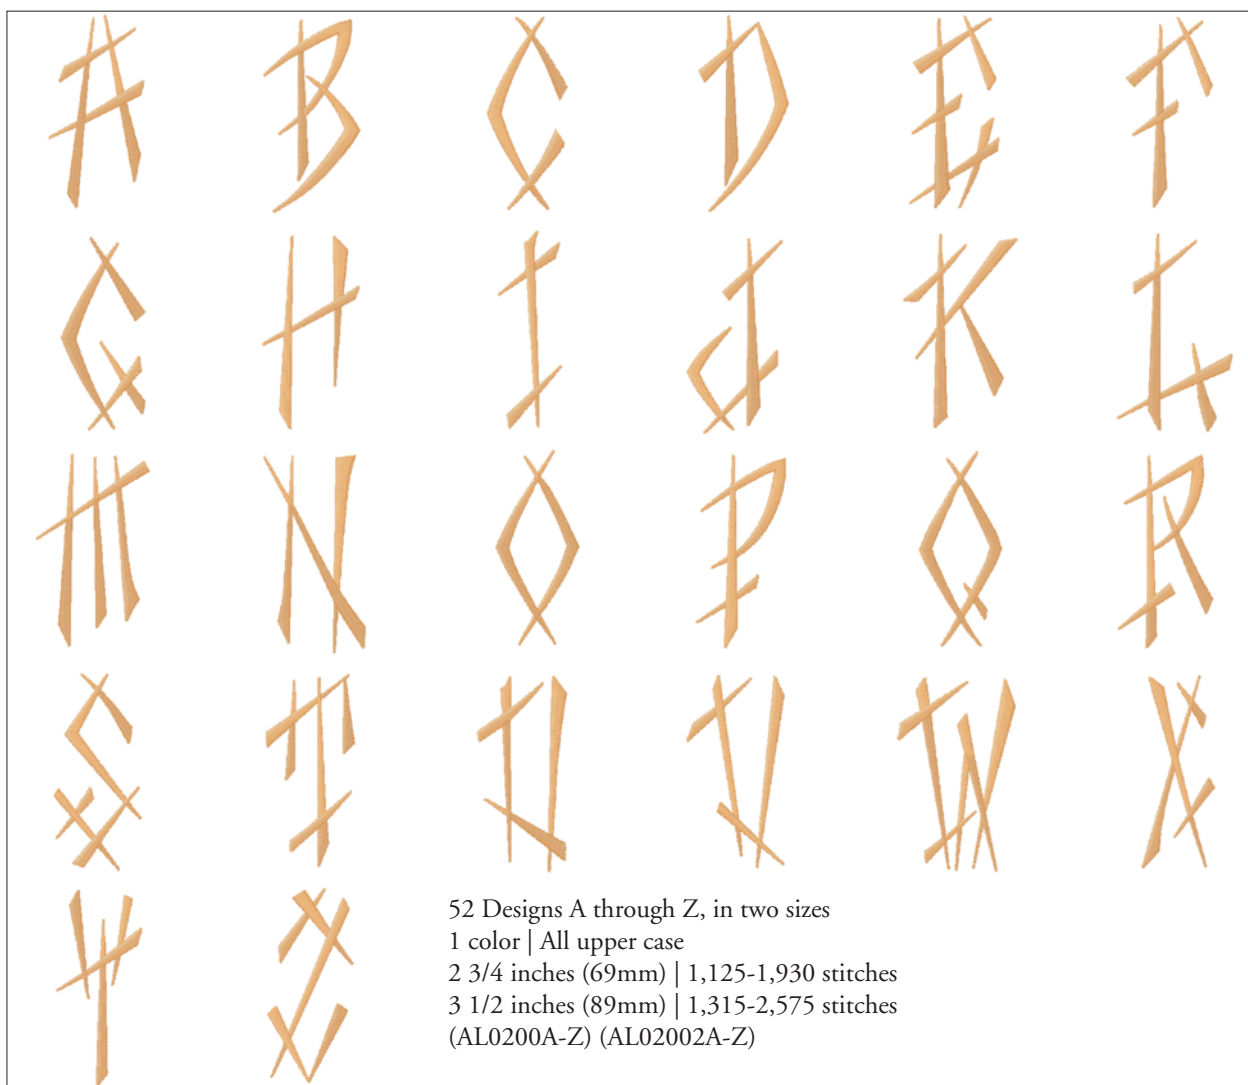 A B C D E F
G H I J K L
M N O P Q R
S T U V W X
Y Z
52 Designs A through Z, in two sizes
1 color | All upper case
2 3/4 inches (69mm) | 1,125-1,930 stitches
3 1/2 inches (89mm) | 1,315-2,575 stitches
(AL0200A-Z) (AL02002A-Z)